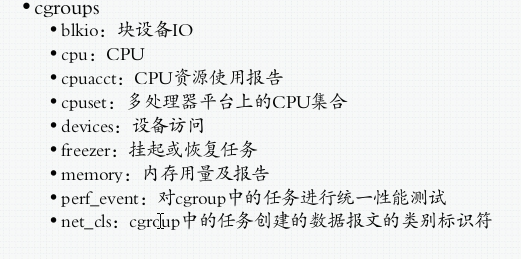 • cgroups
• blkio：块设备IO
• cpu：CPU
• cpuacct：CPU资源使用报告
• cpuset：多处理器平台上的CPU集合
• devices：设备访问
• freezer：挂起或恢复任务
• memory：内存用量及报告
• perf_event：对cgroup中的任务进行统一性能测试
• net_cls：cgroup中的任务创建的数据报文的类别标识符